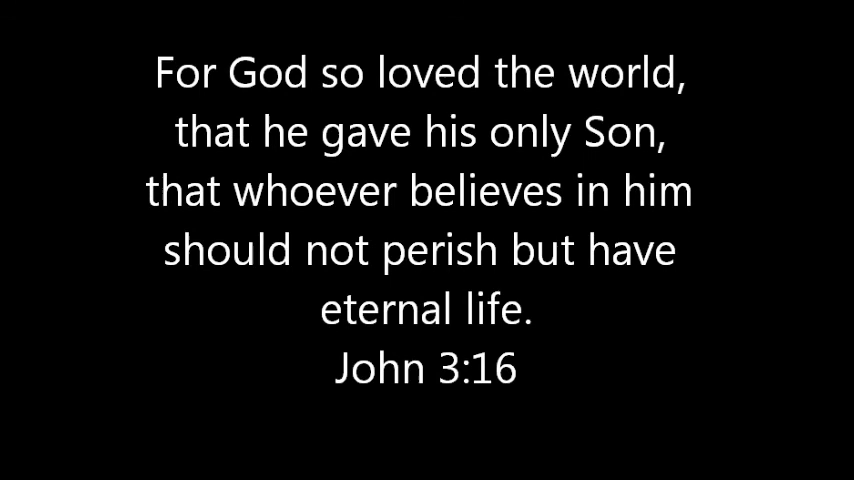 For God so loved the world,
that he gave his only Son,
that whoever believes in him
should not perish but have
eternal life.
John 3:16